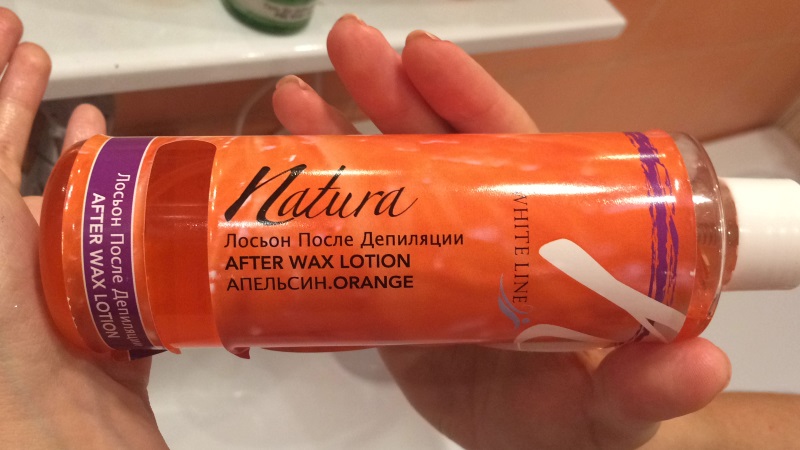 Natura
Лосьон После Депиляции
AFTER WAX LOTION
АПЕЛЬСИН.ORANGE
WHITE LINE
Лосьон После Депиляции
AFTER WAX LOTION